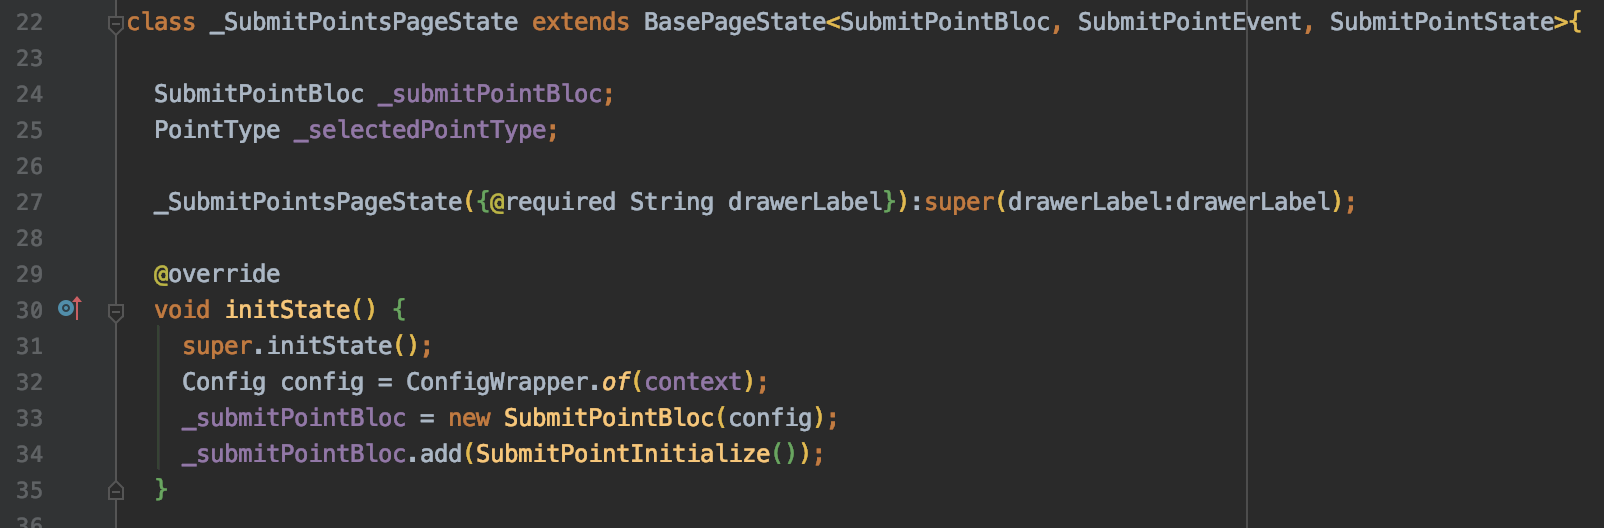 22 class _SubmitPointsPageState extends BasePageState<SubmitPointBloc, SubmitPointEvent, SubmitPointState>{
23
24 SubmitPointBloc _submitPointBloc;
25 PointType _selectedPointType;
26
27 _SubmitPointsPageState({@required String drawerLabel}):super(drawerLabel:drawerLabel);
28
29 @override
30 void initState() {
31 super.initState();
32 Config config = ConfigWrapper.of(context);
33 _submitPointBloc = new SubmitPointBloc(config);
34 _submitPointBloc.add(SubmitPointInitialize());
35 }
36